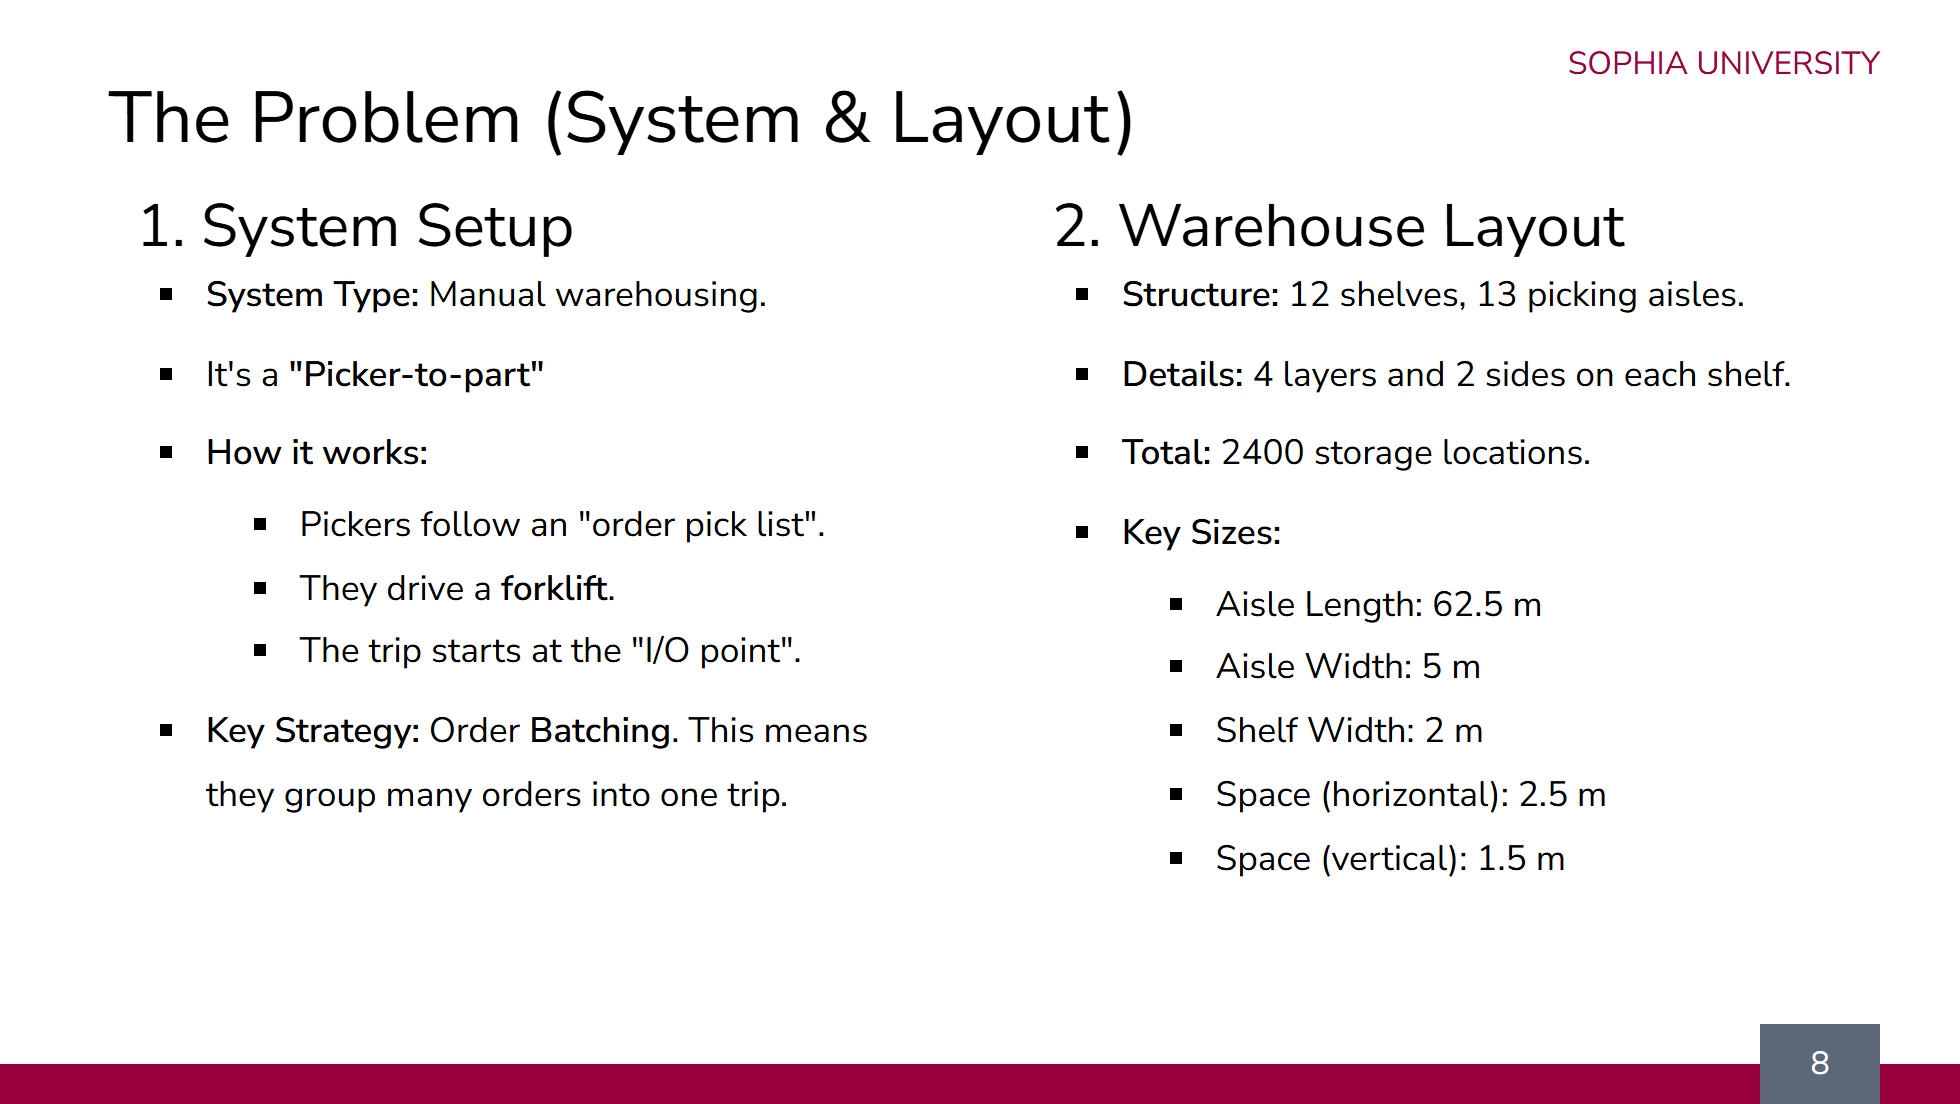 SOPHIA UNIVERSITY
The Problem (System & Layout)
1. System Setup
System Type: Manual warehousing.
It's a "Picker-to-part"
How it works:
Pickers follow an "order pick list".
They drive a forklift.
The trip starts at the "I/O point".
Key Strategy: Order Batching. This means
they group many orders into one trip.
2. Warehouse Layout
Structure: 12 shelves, 13 picking aisles.
Details: 4 layers and 2 sides on each shelf.
Total: 2400 storage locations.
Key Sizes:
Aisle Length: 62.5 m
Aisle Width: 5 m
Shelf Width: 2 m
Space (horizontal): 2.5 m
Space (vertical): 1.5 m
8